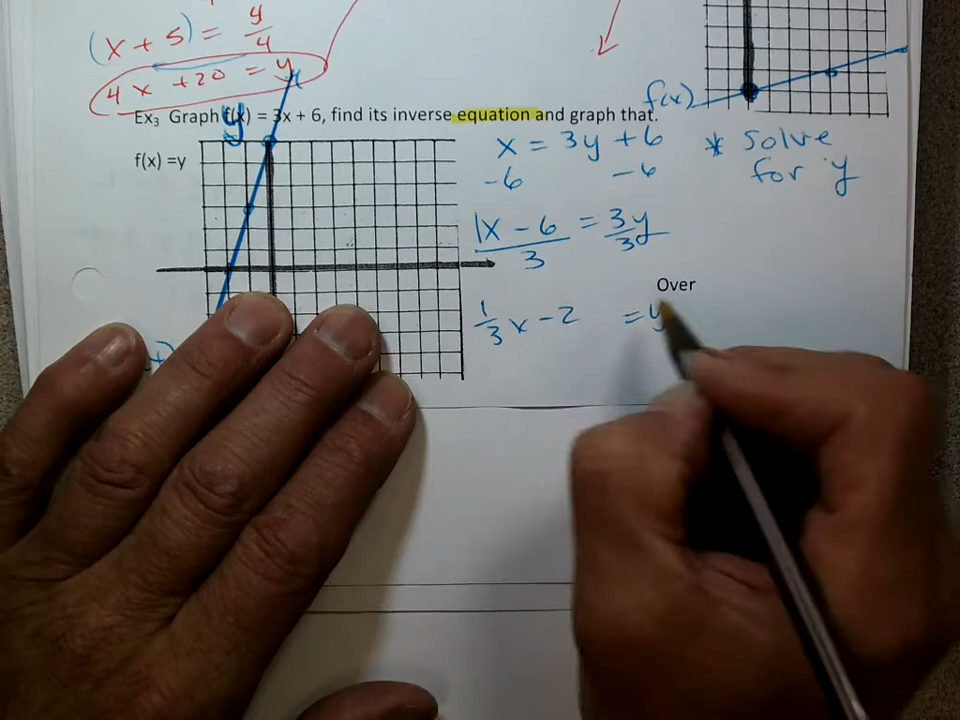 (x + 5) = y/4
4x + 20 = y
f(x)
Ex3 Graph f(x) = 3x + 6, find its inverse equation and graph that.
y
f(x) =y
x = 3y + 6 * solve
-6 -6 for y
1x - 6 = 3y
3 3
Over
1/3 x - 2 = y